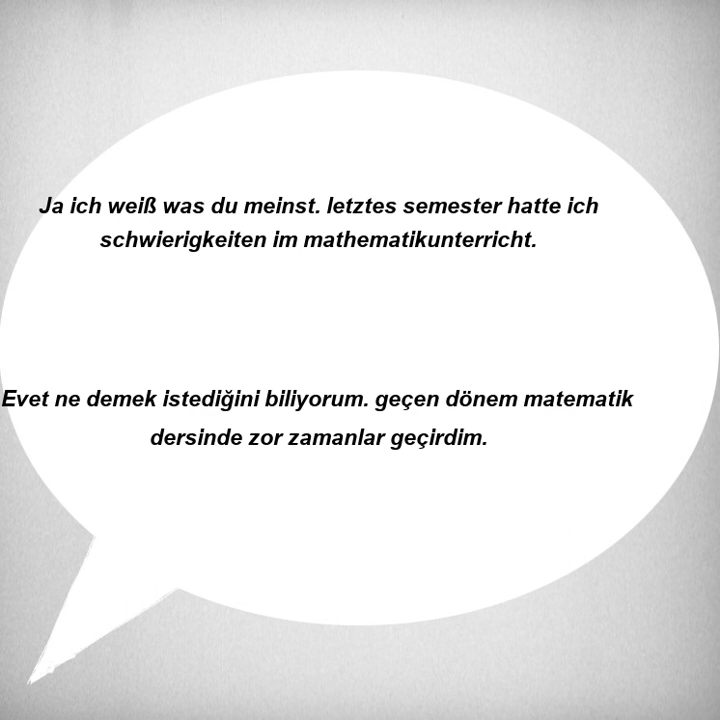 Ja ich weiß was du meinst. letztes semester hatte ich
schwierigkeiten im mathematikunterricht.
Evet ne demek istediğini biliyorum. geçen dönem matematik
dersinde zor zamanlar geçirdim.